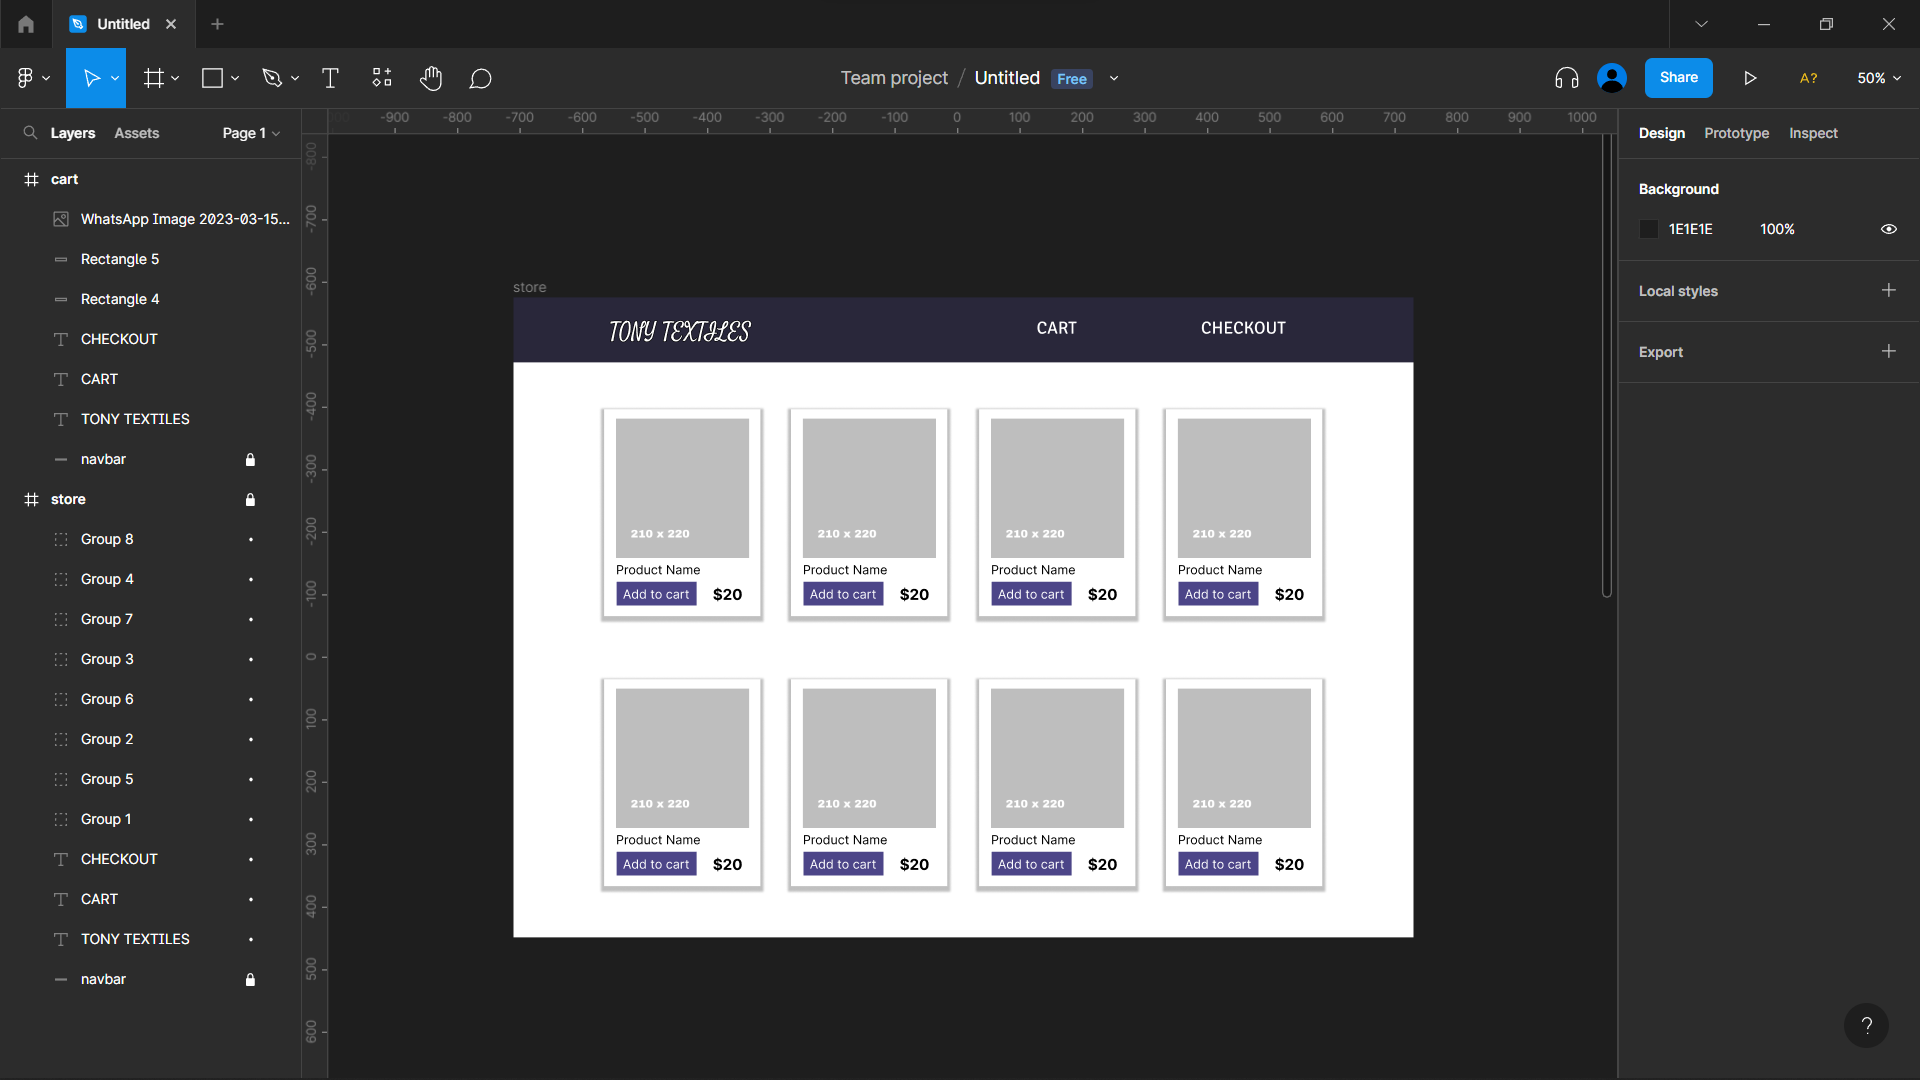 Untitled
Team project / Untitled Free
Share
A?
50%
Layers Assets Page 1
-900 -800 -700 -600 -500 -400 -300 -200 -100 0 100 200 300 400 500 600 700 800 900 1000
Design Prototype Inspect
cart
WhatsApp Image 2023-03-15...
Rectangle 5
Rectangle 4
CHECKOUT
CART
TONY TEXTILES
navbar
store
Group 8
Group 4
Group 7
Group 3
Group 6
Group 2
Group 5
Group 1
CHECKOUT
CART
TONY TEXTILES
navbar
-800
-700
-600
-500
-400
-300
-200
-100
0
100
200
300
400
500
600
store
TONY TEXTILES CART CHECKOUT
210 x 220 210 x 220 210 x 220 210 x 220
Product Name Product Name Product Name Product Name
Add to cart $20 Add to cart $20 Add to cart $20 Add to cart $20
210 x 220 210 x 220 210 x 220 210 x 220
Product Name Product Name Product Name Product Name
Add to cart $20 Add to cart $20 Add to cart $20 Add to cart $20
Background
1E1E1E 100%
Local styles
Export
?